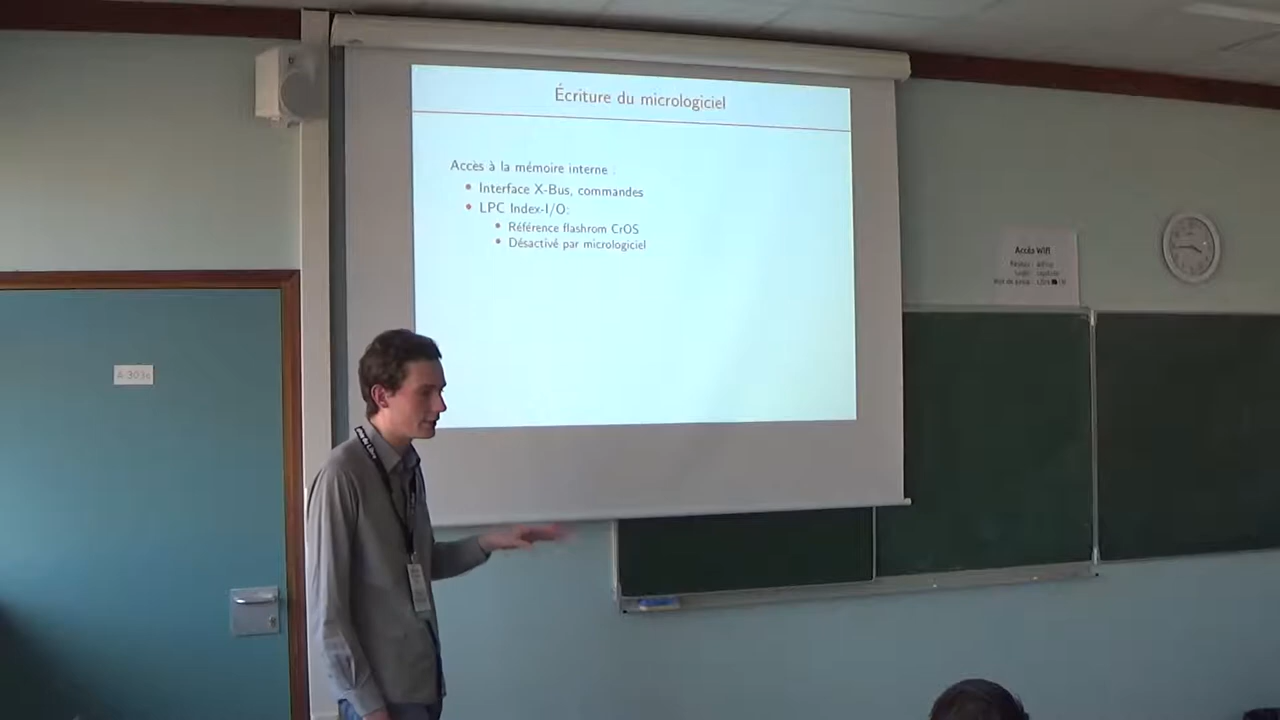 Écriture du micrologiciel
Accès à la mémoire interne :
Interface X-Bus, commandes
LPC Index-I/O:
Référence flashrom CrOS
Désactivé par micrologiciel
Accès Wifi